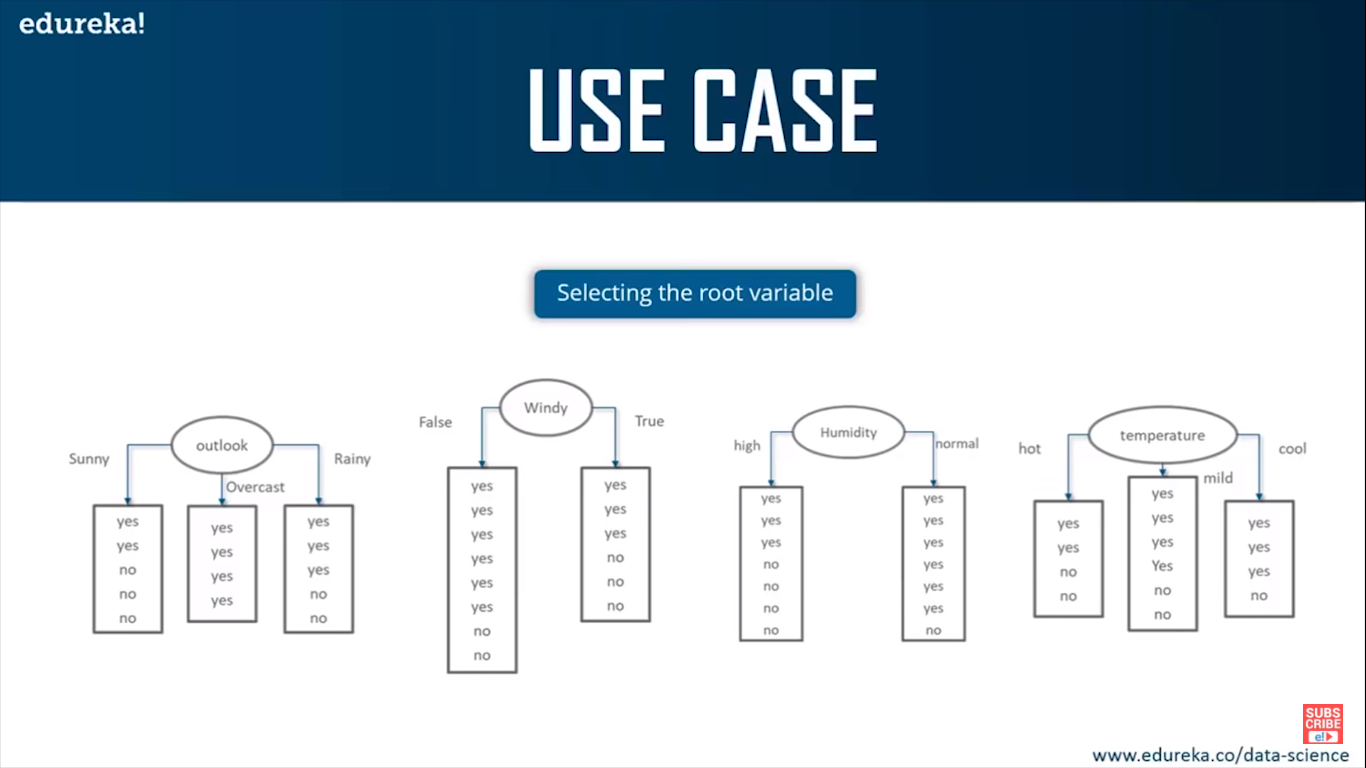 edureka!
USE CASE
Selecting the root variable
outlook
Sunny
Overcast
Rainy
yes
yes
no
no
no
yes
yes
yes
yes
yes
yes
yes
no
no
Windy
False
True
yes
yes
yes
yes
yes
yes
no
no
yes
yes
yes
no
no
no
Humidity
high
normal
yes
yes
yes
no
no
no
no
yes
yes
yes
yes
yes
yes
no
temperature
hot
mild
cool
yes
yes
no
no
yes
yes
yes
Yes
no
no
yes
yes
yes
no
SUBS
CRIBE
e!
www.edureka.co/data-science